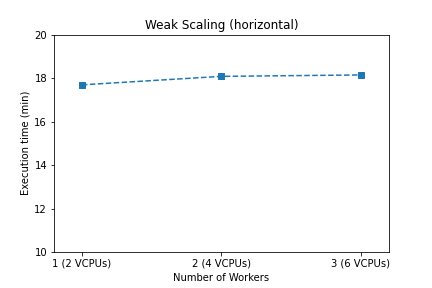 Weak Scaling (horizontal)
Execution time (min)
20
18
16
14
12
10
1 (2 VCPUs)
2 (4 VCPUs)
3 (6 VCPUs)
Number of Workers